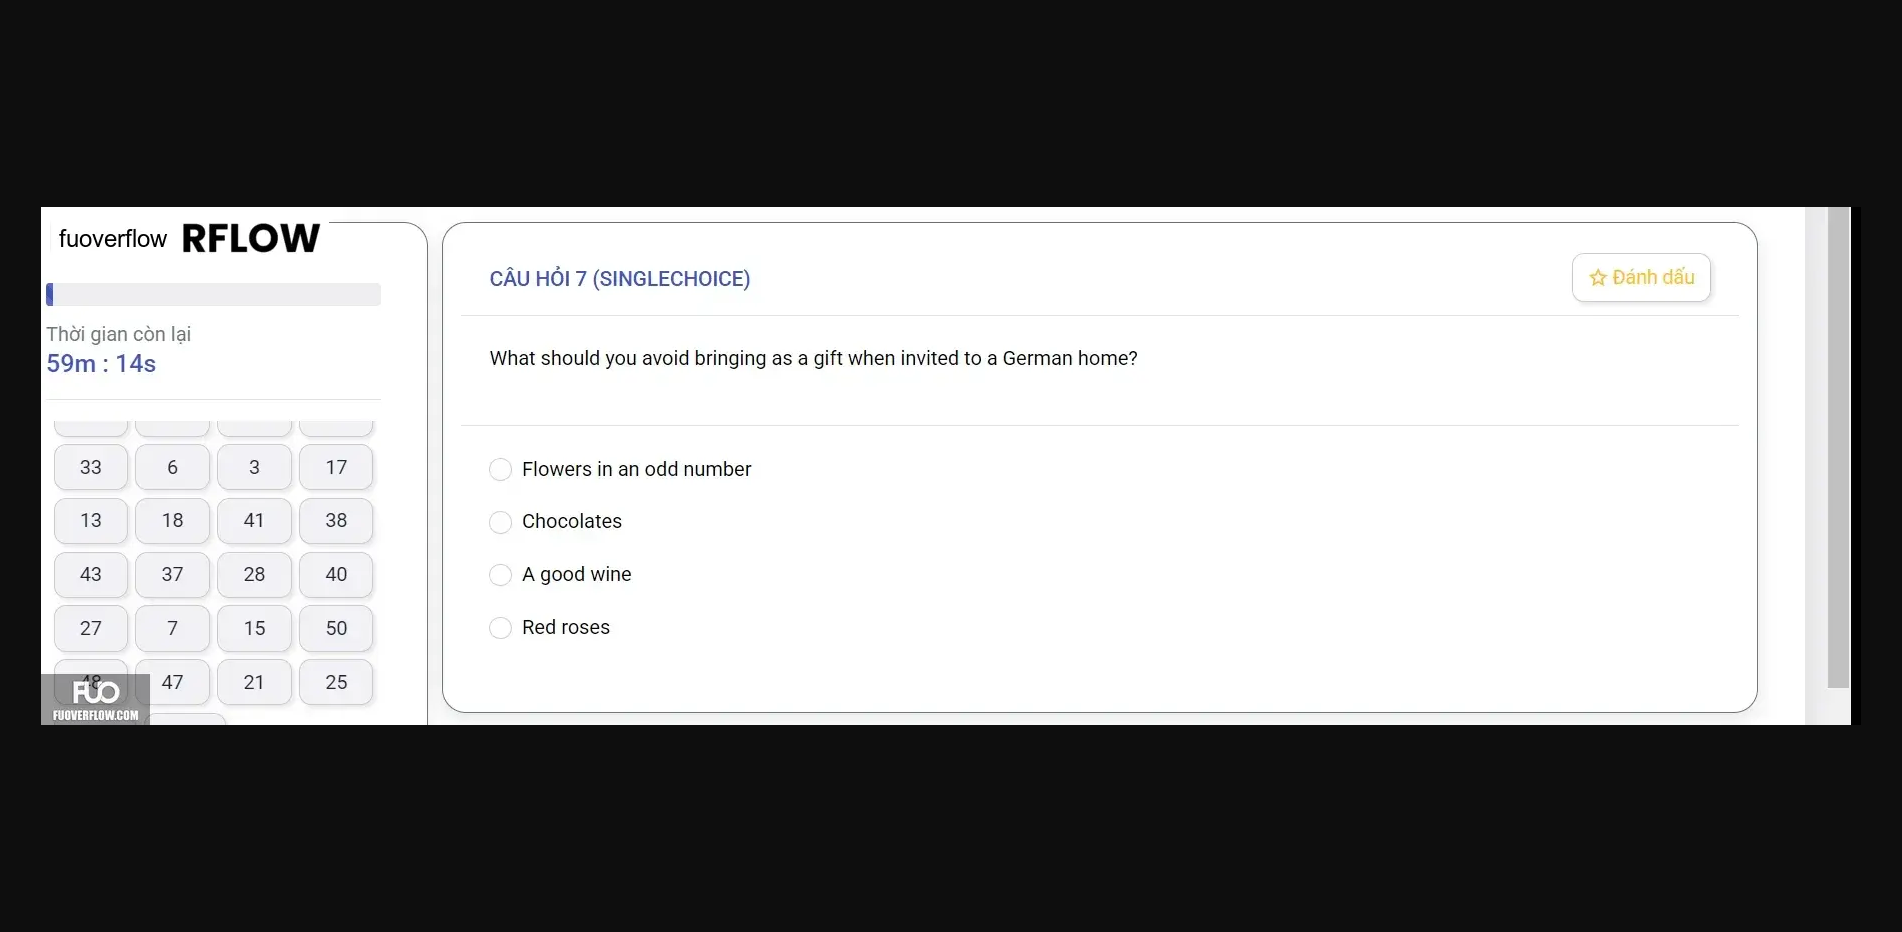 fuoverflow RFLOW
Thời gian còn lại
59m : 14s
33 6 3 17
13 18 41 38
43 37 28 40
27 7 15 50
48 47 21 25
FUO
FUOVERFLOW.COM
CÂU HỎI 7 (SINGLECHOICE)
Đánh dấu
What should you avoid bringing as a gift when invited to a German home?
Flowers in an odd number
Chocolates
A good wine
Red roses